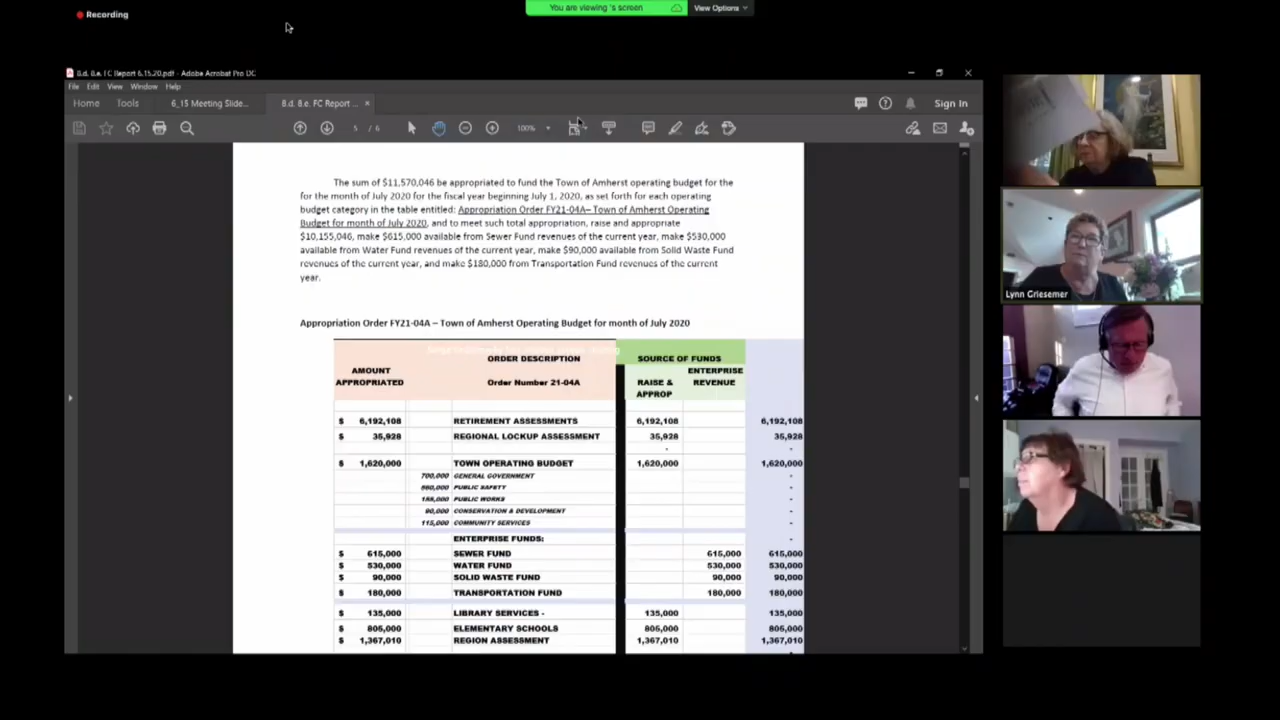 Recording
You are viewing 's screen
View Options
8.d. 8.e. FC Report 6.15.20.pdf - Adobe Acrobat Pro DC
File Edit View Window Help
Home Tools 6_15 Meeting Slide... 8.d. 8.e. FC Report ... × Sign In
5 / 6 100%
The sum of $11,570,046 be appropriated to fund the Town of Amherst operating budget for the
for the month of July 2020 for the fiscal year beginning July 1, 2020, as set forth for each operating
budget category in the table entitled: Appropriation Order FY21-04A– Town of Amherst Operating
Budget for month of July 2020, and to meet such total appropriation, raise and appropriate
$10,155,046, make $615,000 available from Sewer Fund revenues of the current year, make $530,000
available from Water Fund revenues of the current year, make $90,000 available from Solid Waste Fund
revenues of the current year, and make $180,000 from Transportation Fund revenues of the current
year.
Appropriation Order FY21-04A – Town of Amherst Operating Budget for month of July 2020
ORDER DESCRIPTION SOURCE OF FUNDS
AMOUNT ENTERPRISE
APPROPRIATED Order Number 21-04A RAISE & REVENUE
APPROP
$ 6,192,108 RETIREMENT ASSESSMENTS 6,192,108 6,192,108
$ 35,928 REGIONAL LOCKUP ASSESSMENT 35,928 35,928
- -
$ 1,620,000 TOWN OPERATING BUDGET 1,620,000 1,620,000
700,000 GENERAL GOVERNMENT -
560,000 PUBLIC SAFETY -
155,000 PUBLIC WORKS -
90,000 CONSERVATION & DEVELOPMENT -
115,000 COMMUNITY SERVICES -
ENTERPRISE FUNDS: -
$ 615,000 SEWER FUND 615,000 615,000
$ 530,000 WATER FUND 530,000 530,000
$ 90,000 SOLID WASTE FUND 90,000 90,000
$ 180,000 TRANSPORTATION FUND 180,000 180,000
$ 135,000 LIBRARY SERVICES - 135,000 135,000
$ 805,000 ELEMENTARY SCHOOLS 805,000 805,000
$ 1,367,010 REGION ASSESSMENT 1,367,010 1,367,010
Lynn Griesemer